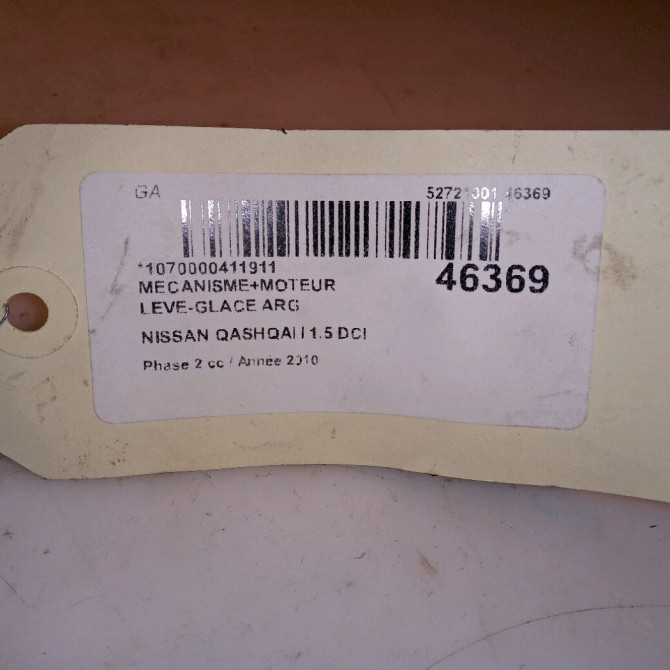 GA 52721001 46369
*1070000411911 46369
MECANISME+MOTEUR
LEVE-GLACE ARG
NISSAN QASHQAI I 1.5 DCI
Phase 2 cc / Année 2010